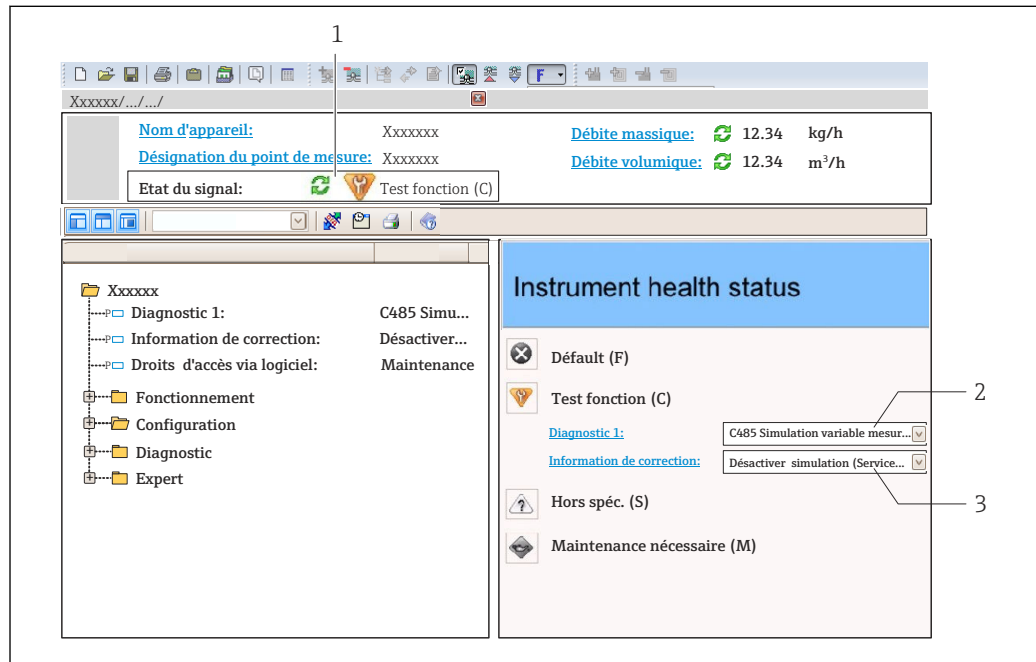 1
F
Xxxxxx/.../.../
Nom d'appareil: Xxxxxxx Débite massique: 12.34 kg/h
Désignation du point de mesure: Xxxxxxx Débite volumique: 12.34 m³/h
Etat du signal: Test fonction (C)
Xxxxxx
P Diagnostic 1: C485 Simu...
P Information de correction: Désactiver...
P Droits d'accès via logiciel: Maintenance
Fonctionnement
Configuration
Diagnostic
Expert
Instrument health status
Défault (F)
Test fonction (C)
2
Diagnostic 1: C485 Simulation variable mesur...
Information de correction: Désactiver simulation (Service...
3
Hors spéc. (S)
Maintenance nécessaire (M)